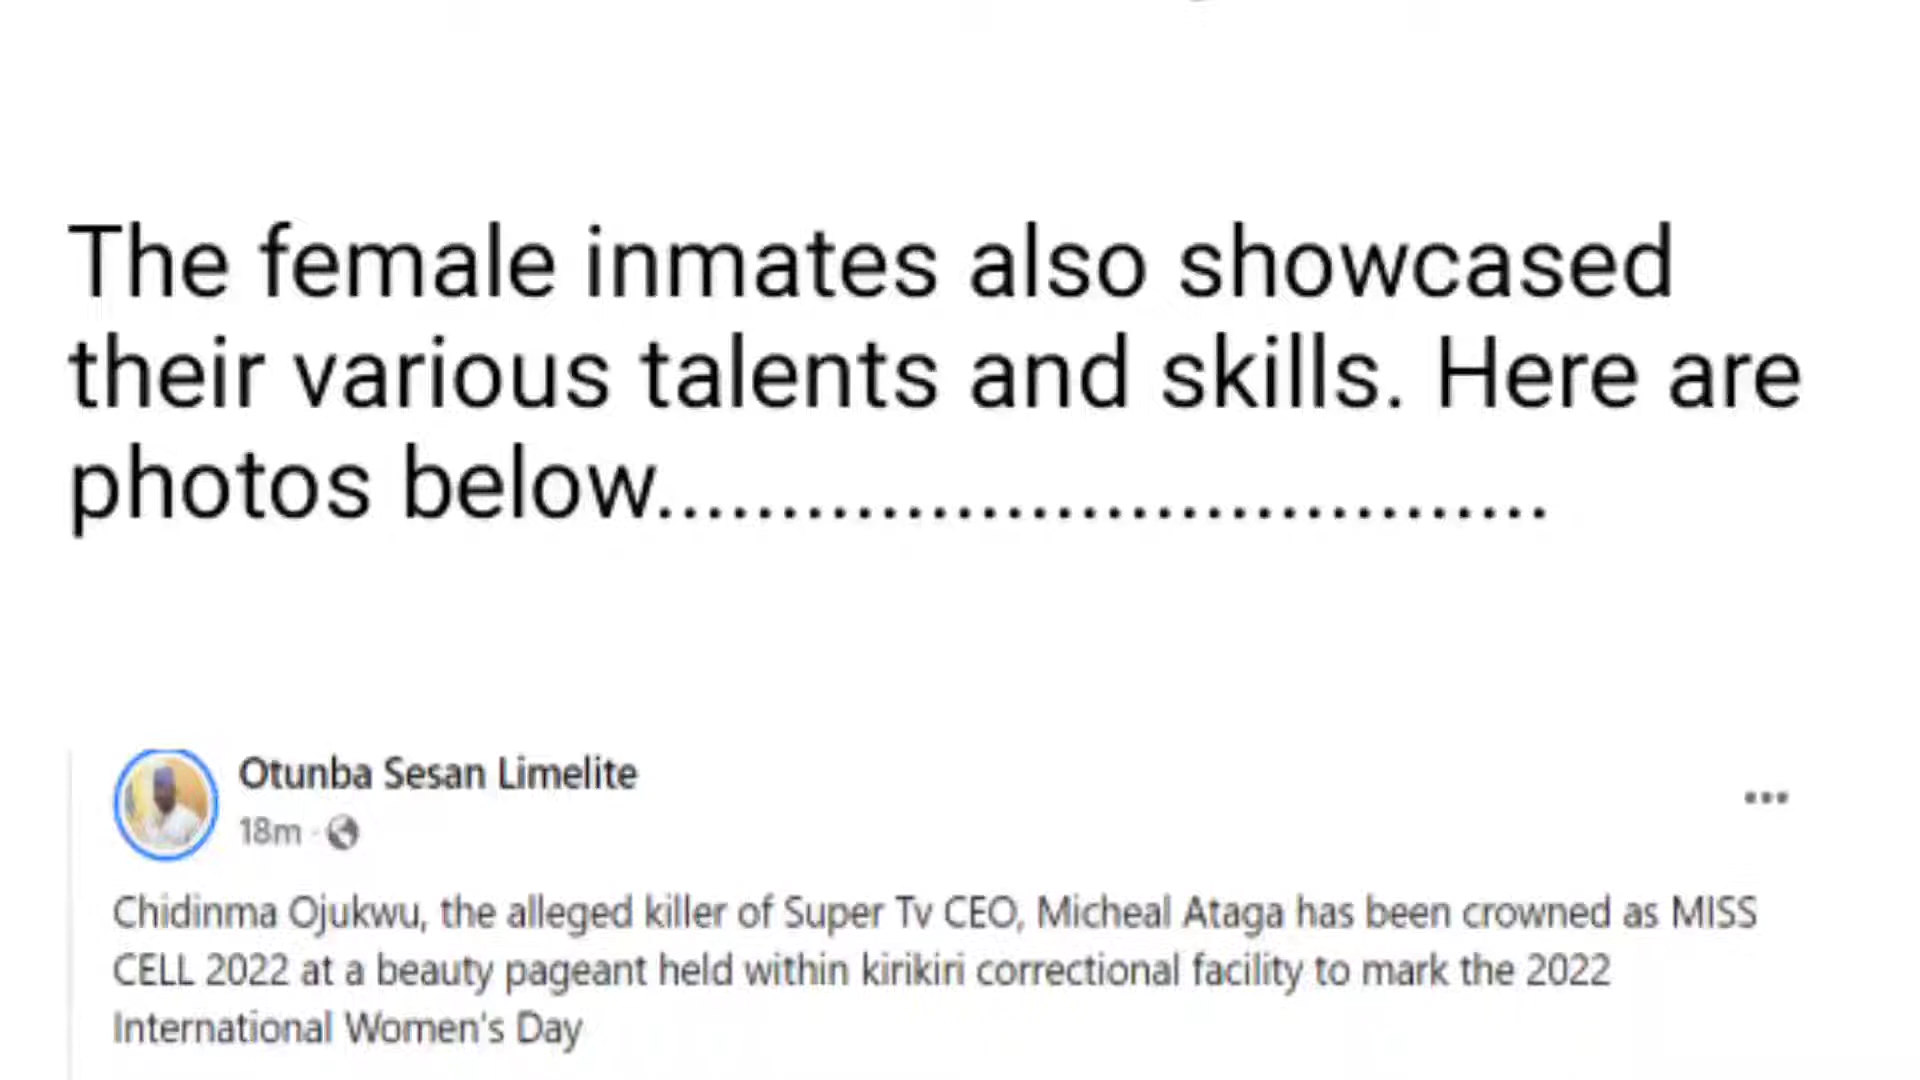 The female inmates also showcased
their various talents and skills. Here are
photos below....................................
Otunba Sesan Limelite
18m ·
Chidinma Ojukwu, the alleged killer of Super Tv CEO, Micheal Ataga has been crowned as MISS
CELL 2022 at a beauty pageant held within kirikiri correctional facility to mark the 2022
International Women's Day